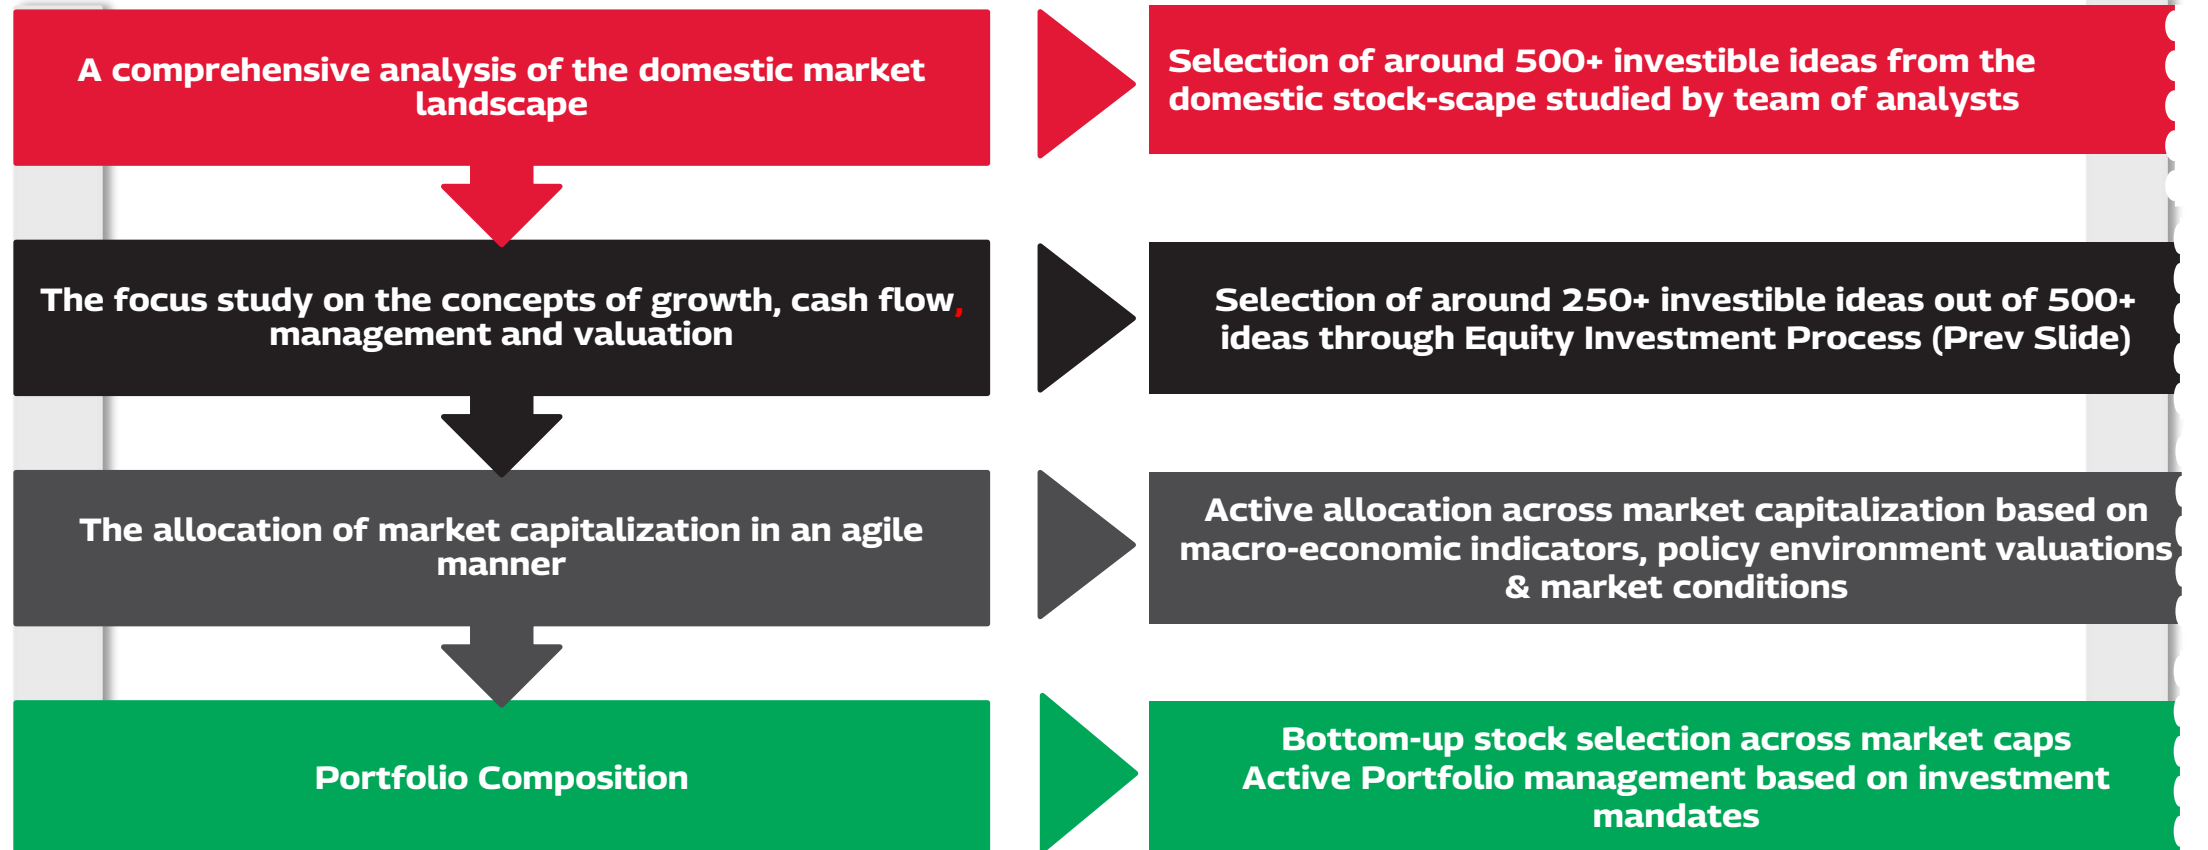 A comprehensive analysis of the domestic market
landscape
Selection of around 500+ investible ideas from the
domestic stock-scape studied by team of analysts
The focus study on the concepts of growth, cash flow,
management and valuation
Selection of around 250+ investible ideas out of 500+
ideas through Equity Investment Process (Prev Slide)
The allocation of market capitalization in an agile
manner
Active allocation across market capitalization based on
macro-economic indicators, policy environment valuations
& market conditions
Portfolio Composition
Bottom-up stock selection across market caps
Active Portfolio management based on investment
mandates